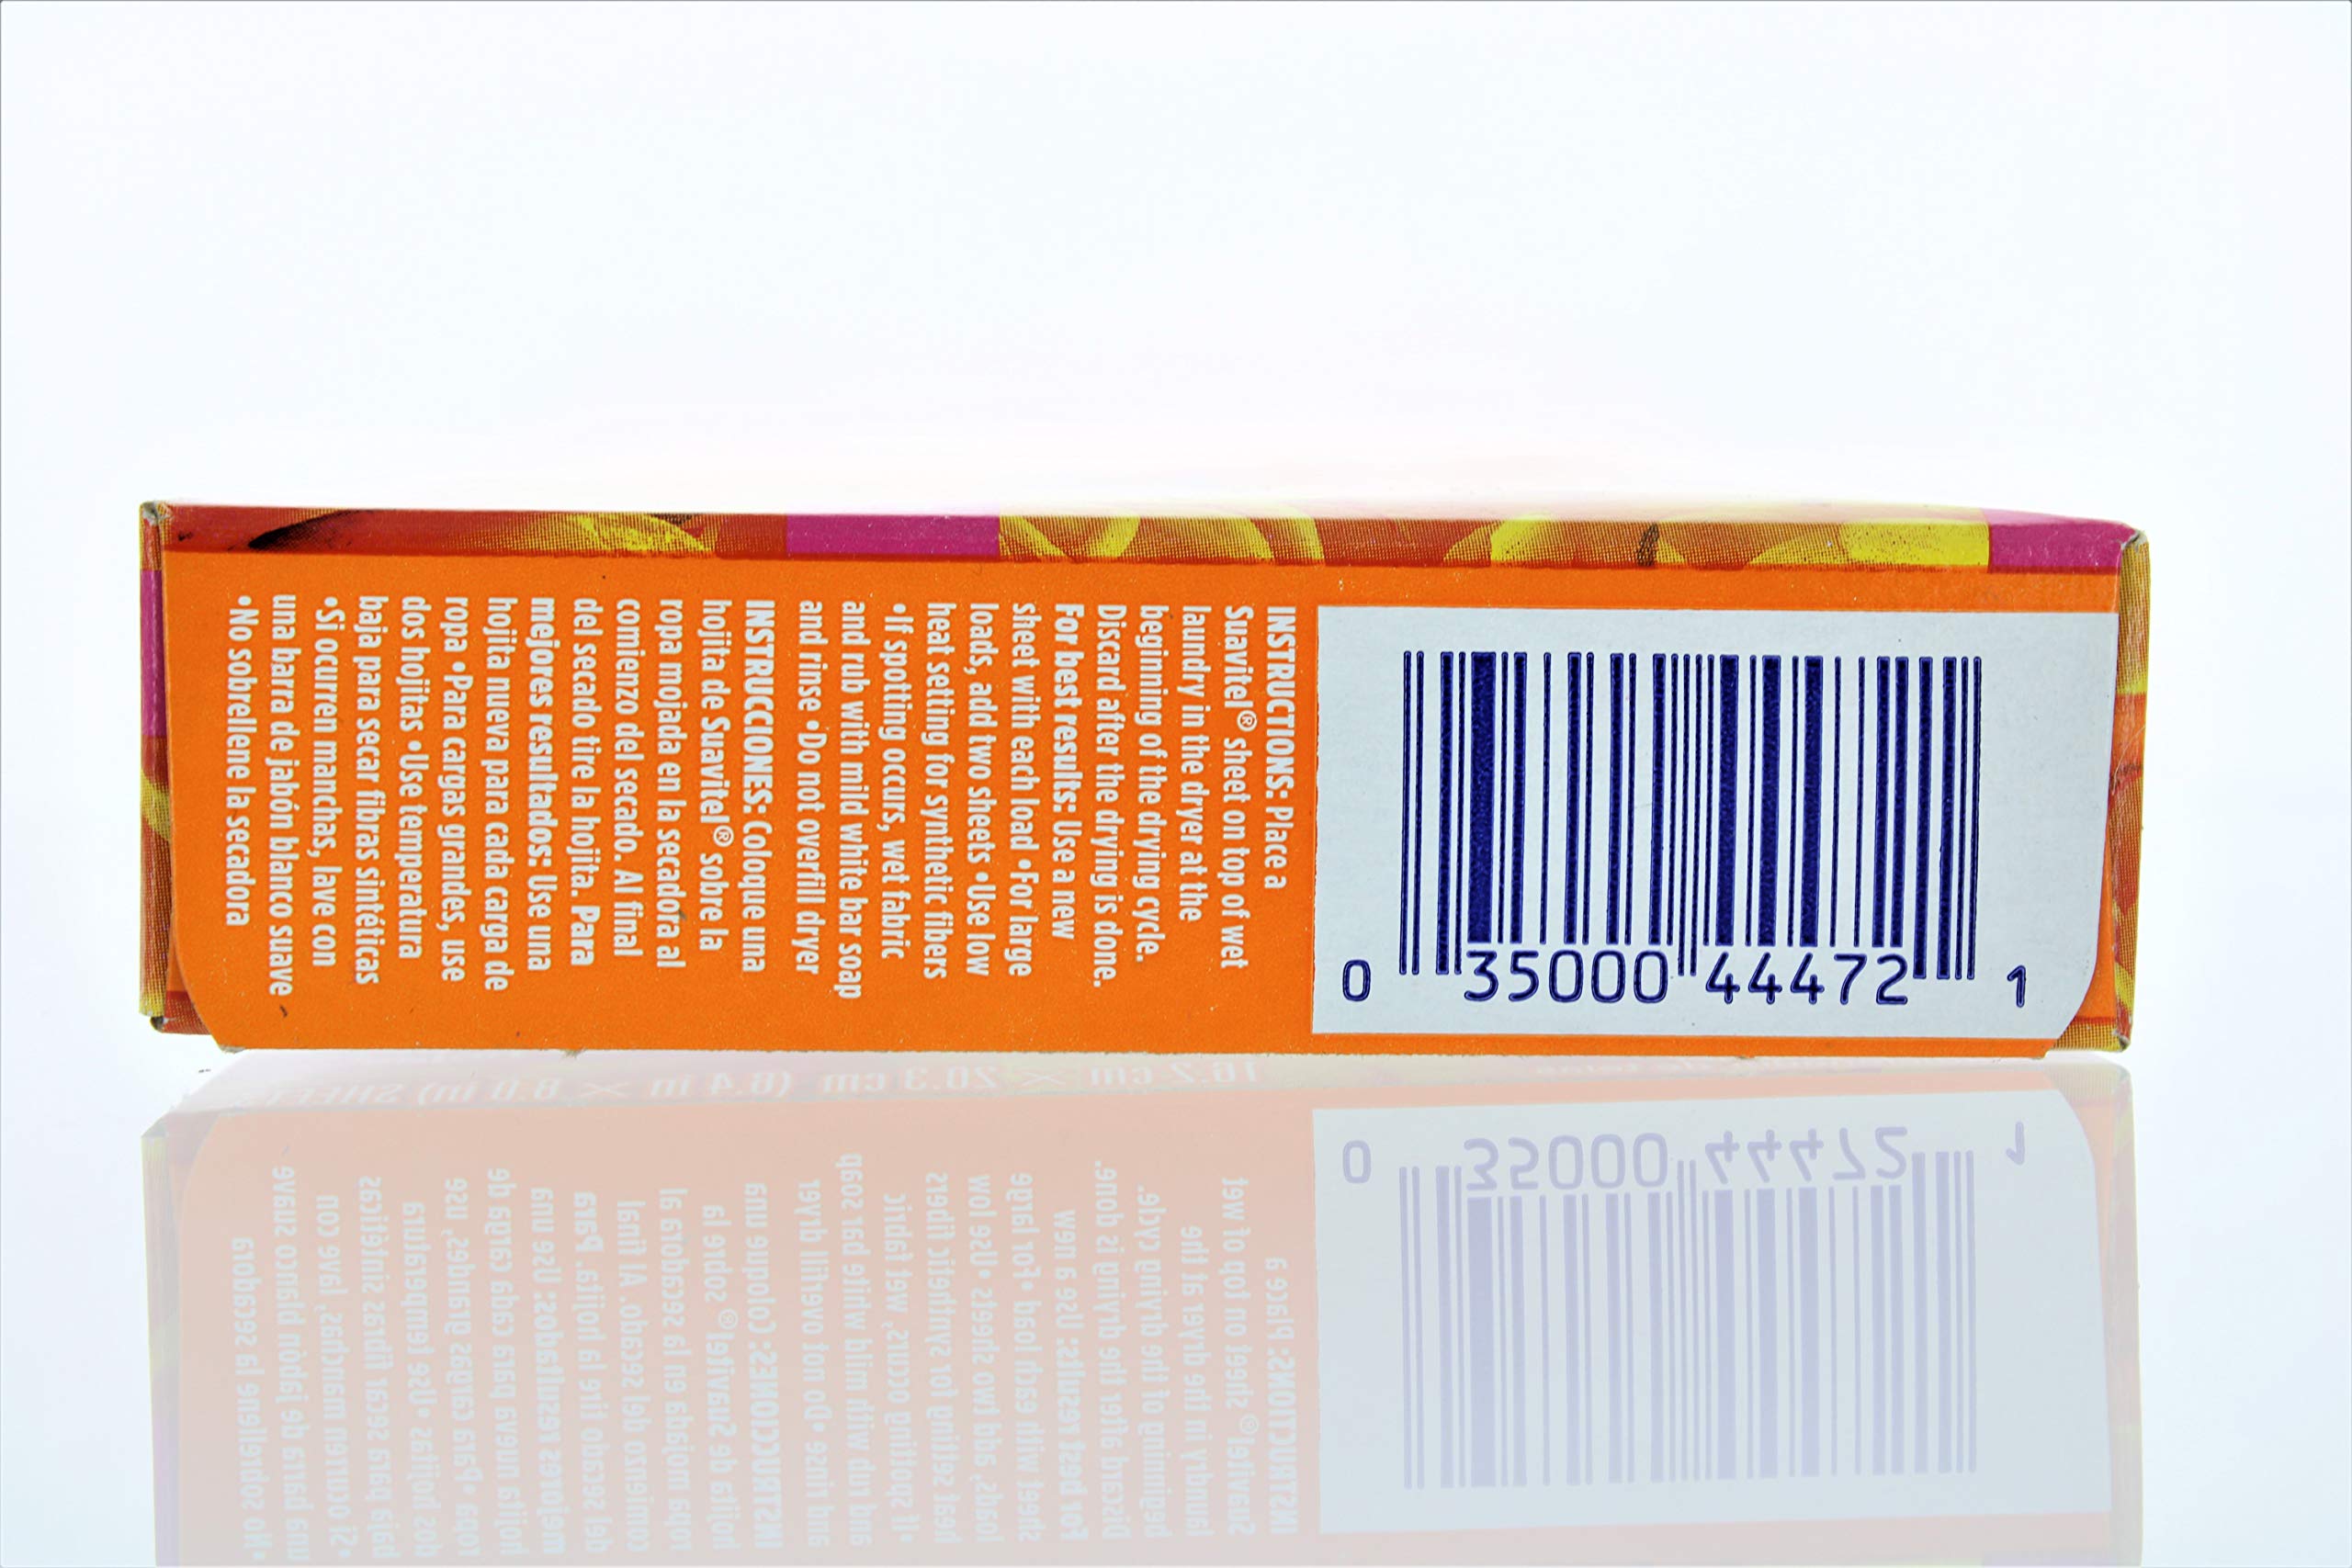 INSTRUCTIONS: Place a
Suavitel® sheet on top of wet
laundry in the dryer at the
beginning of the drying cycle.
Discard after the drying is done.
For best results: Use a new
sheet with each load •For large
loads, add two sheets •Use low
heat setting for synthetic fibers
•If spotting occurs, wet fabric
and rub with mild white bar soap
and rinse •Do not overfill dryer
INSTRUCCIONES: Coloque una
hojita de Suavitel® sobre la
ropa mojada en la secadora al
comienzo del secado. Al final
del secado tire la hojita. Para
mejores resultados: Use una
hojita nueva para cada carga de
ropa •Para cargas grandes, use
dos hojitas •Use temperatura
baja para secar fibras sintéticas
•Si ocurren manchas, lave con
una barra de jabón blanco suave
•No sobrellene la secadora
0 35000 44472 1